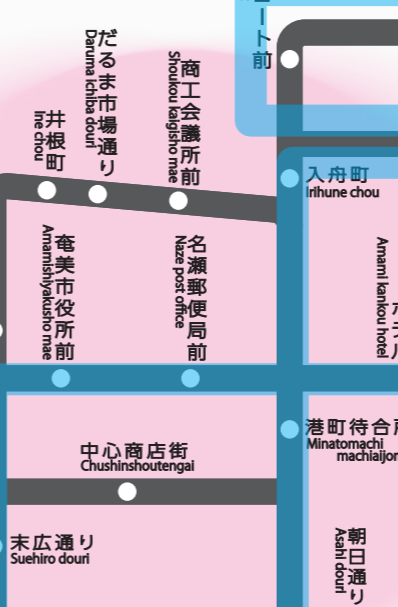 ート前
だるま市場通り
Daruma ichiba douri
商工会議所前
Shoukou kaigisho mae
井根町
Ine chou
入舟町
Irihune chou
奄美市役所前
Amamishiyakusho mae
名瀬郵便局前
Naze post office
Amami kankou hotel
港町待合所
Minatomachi
machiaijo
中心商店街
Chushinshoutengai
末広通り
Suehiro douri
朝日通り
Asahi douri